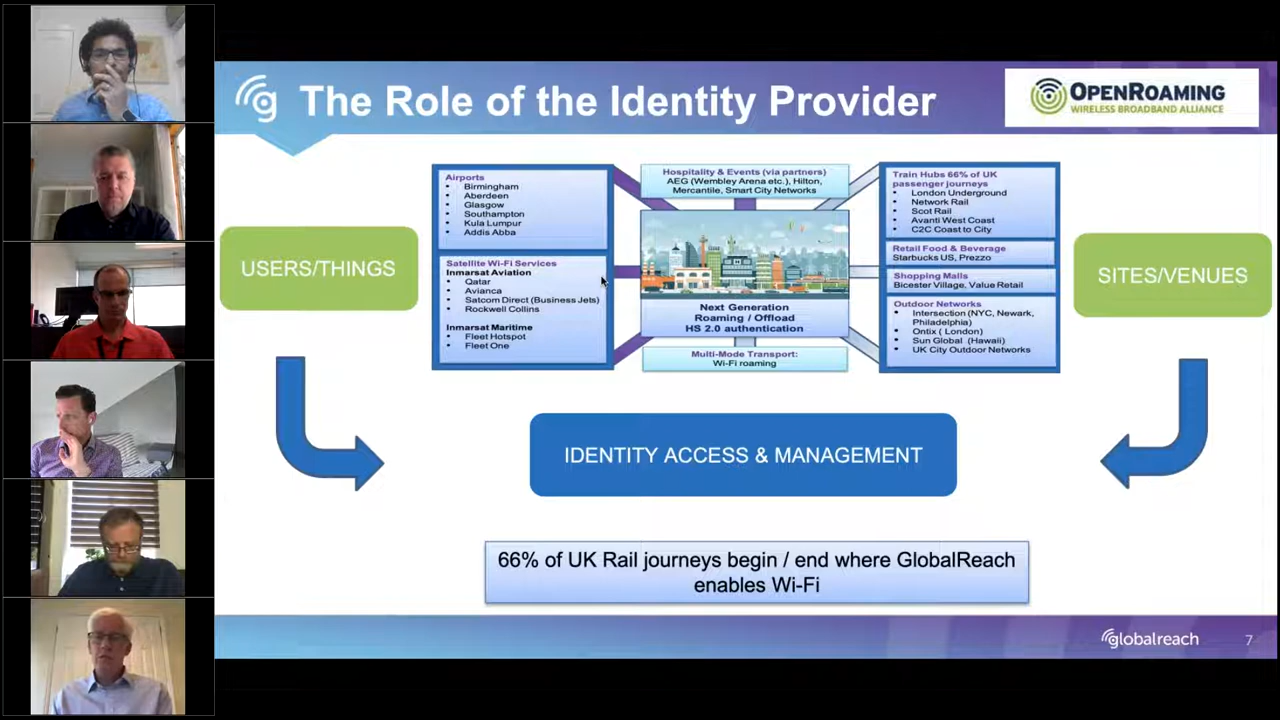 The Role of the Identity Provider
OPENROAMING
WIRELESS BROADBAND ALLIANCE
USERS/THINGS
Airports
• Birmingham
• Aberdeen
• Glasgow
• Southampton
• Kula Lumpur
• Addis Abba
Satellite Wi-Fi Services
Inmarsat Aviation
• Qatar
• Avianca
• Satcom Direct (Business Jets)
• Rockwell Collins
Inmarsat Maritime
• Fleet Hotspot
• Fleet One
Hospitality & Events (via partners)
AEG (Wembley Arena etc.), Hilton,
Mercantile, Smart City Networks
Next Generation
Roaming / Offload
HS 2.0 authentication
Multi-Mode Transport:
Wi-Fi roaming
Train Hubs 66% of UK
passenger journeys
• London Underground
• Network Rail
• Scot Rail
• Avanti West Coast
• C2C Coast to City
Retail Food & Beverage
Starbucks US, Prezzo
Shopping Malls
Bicester Village, Value Retail
Outdoor Networks
• Intersection (NYC, Newark,
Philadelphia)
• Ontix ( London)
• Sun Global (Hawaii)
• UK City Outdoor Networks
SITES/VENUES
IDENTITY ACCESS & MANAGEMENT
66% of UK Rail journeys begin / end where GlobalReach
enables Wi-Fi
globalreach
7